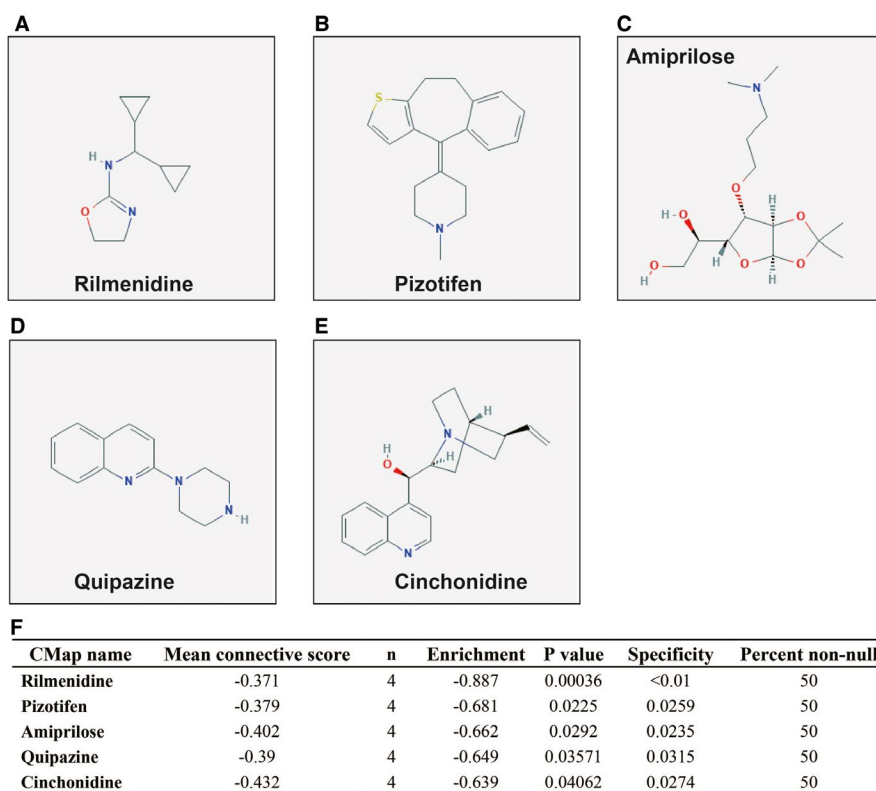 A
B
C
Rilmenidine
Pizotifen
Amiprilose
H
N
O
N
S
N
N
O
H-O
H
O
O
H
H
O
O
H
D
E
Quipazine
Cinchonidine
N
N
N
H
H
O
N
H
H
N
F
CMap name Mean connective score n Enrichment P value Specificity Percent non-null
Rilmenidine -0.371 4 -0.887 0.00036 <0.01 50
Pizotifen -0.379 4 -0.681 0.0225 0.0259 50
Amiprilose -0.402 4 -0.662 0.0292 0.0235 50
Quipazine -0.39 4 -0.649 0.03571 0.0315 50
Cinchonidine -0.432 4 -0.639 0.04062 0.0274 50